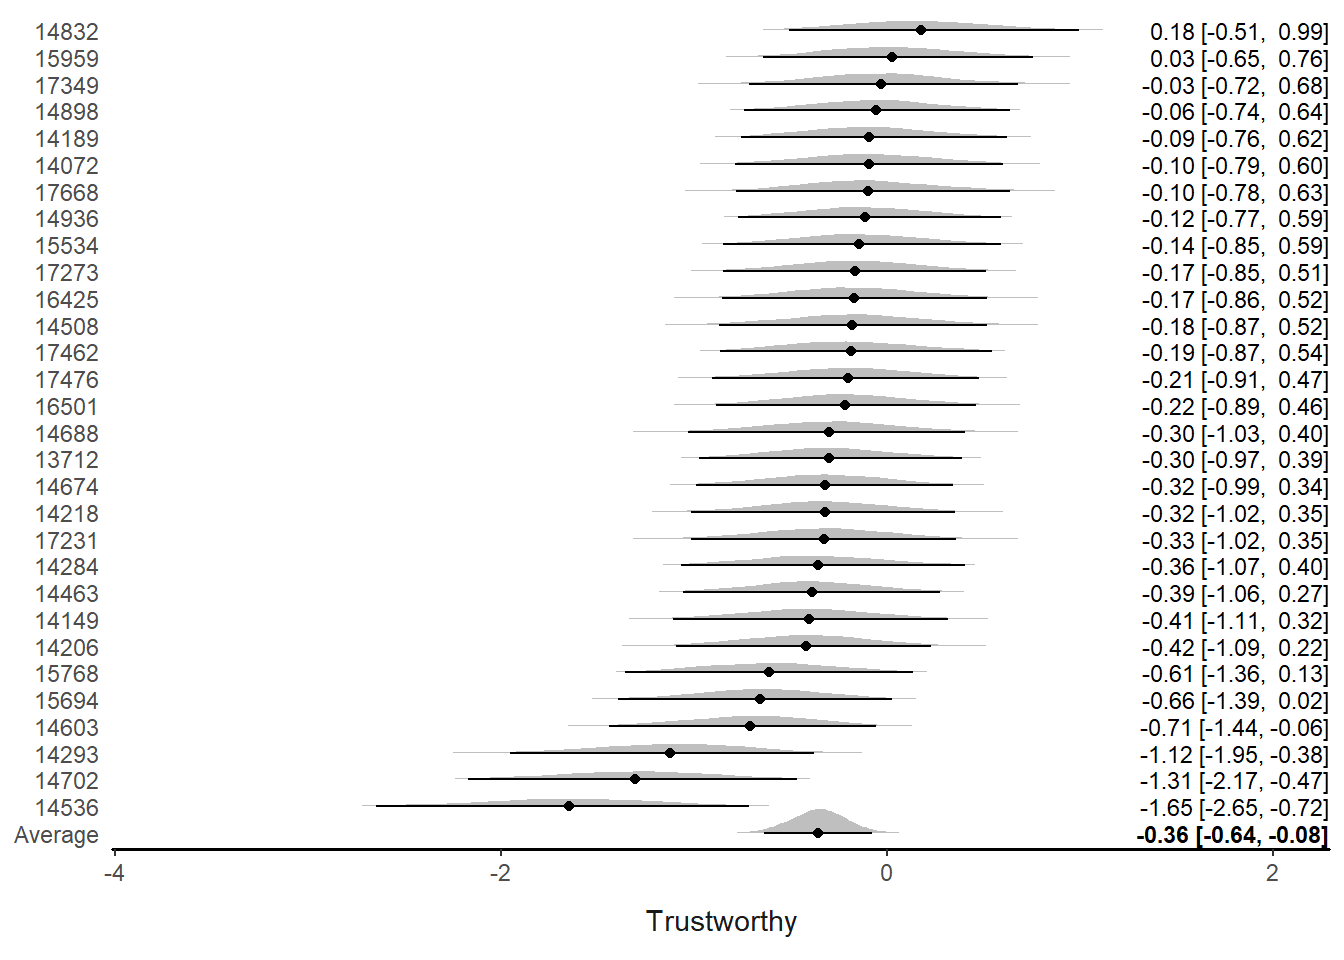 14832 0.18 [-0.51, 0.99]
15959 0.03 [-0.65, 0.76]
17349 -0.03 [-0.72, 0.68]
14898 -0.06 [-0.74, 0.64]
14189 -0.09 [-0.76, 0.62]
14072 -0.10 [-0.79, 0.60]
17668 -0.10 [-0.78, 0.63]
14936 -0.12 [-0.77, 0.59]
15534 -0.14 [-0.85, 0.59]
17273 -0.17 [-0.85, 0.51]
16425 -0.17 [-0.86, 0.52]
14508 -0.18 [-0.87, 0.52]
17462 -0.19 [-0.87, 0.54]
17476 -0.21 [-0.91, 0.47]
16501 -0.22 [-0.89, 0.46]
14688 -0.30 [-1.03, 0.40]
13712 -0.30 [-0.97, 0.39]
14674 -0.32 [-0.99, 0.34]
14218 -0.32 [-1.02, 0.35]
17231 -0.33 [-1.02, 0.35]
14284 -0.36 [-1.07, 0.40]
14463 -0.39 [-1.06, 0.27]
14149 -0.41 [-1.11, 0.32]
14206 -0.42 [-1.09, 0.22]
15768 -0.61 [-1.36, 0.13]
15694 -0.66 [-1.39, 0.02]
14603 -0.71 [-1.44, -0.06]
14293 -1.12 [-1.95, -0.38]
14702 -1.31 [-2.17, -0.47]
14536 -1.65 [-2.65, -0.72]
Average -0.36 [-0.64, -0.08]
-4 -2 0 2
Trustworthy